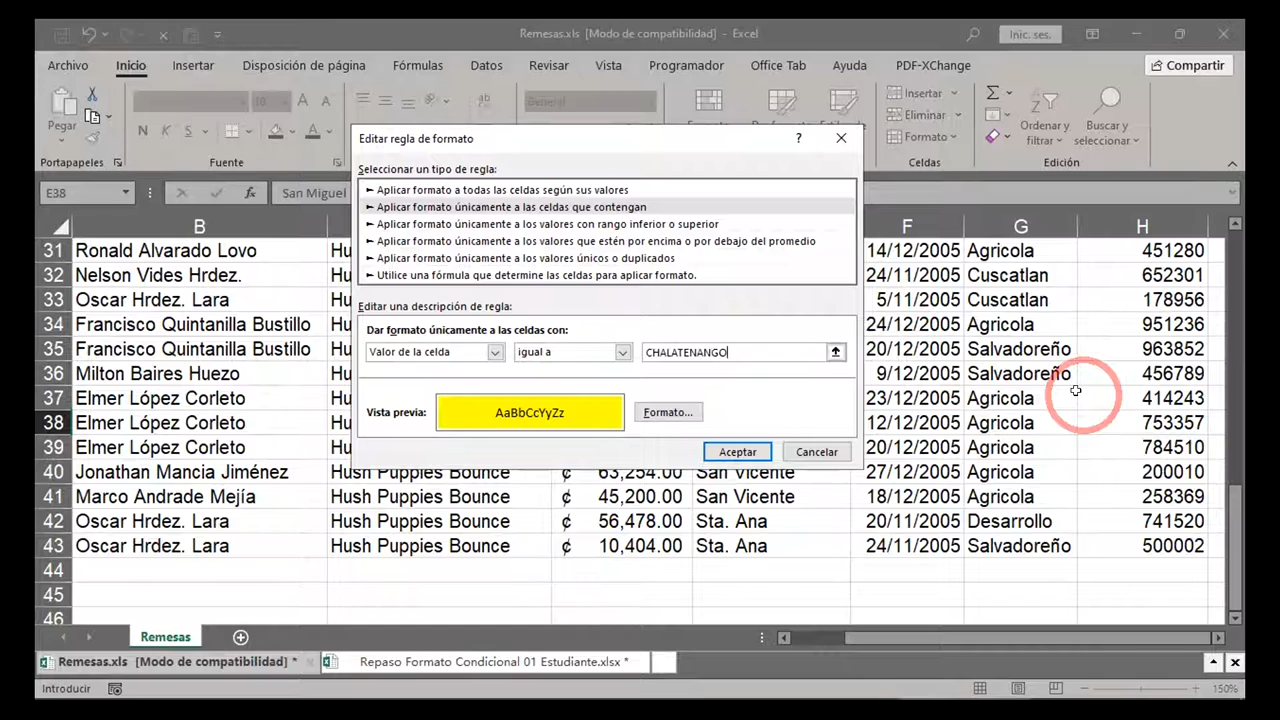 Remesas.xls [Modo de compatibilidad] - Excel
Inic. ses.
Archivo Inicio Insertar Disposición de página Fórmulas Datos Revisar Vista Programador Office Tab Ayuda PDF-XChange Compartir
Pegar
N K S
General
Insertar
Eliminar
Formato
Ordenar y filtrar
Buscar y seleccionar
Portapapeles Fuente Celdas Edición
E38 fx San Miguel
B F G H
Editar regla de formato ?
Seleccionar un tipo de regla:
► Aplicar formato a todas las celdas según sus valores
► Aplicar formato únicamente a las celdas que contengan
► Aplicar formato únicamente a los valores con rango inferior o superior
► Aplicar formato únicamente a los valores que estén por encima o por debajo del promedio
► Aplicar formato únicamente a los valores únicos o duplicados
► Utilice una fórmula que determine las celdas para aplicar formato.
Editar una descripción de regla:
Dar formato únicamente a las celdas con:
Valor de la celda igual a CHALATENANGO
Vista previa: AaBbCcYyZz Formato...
Aceptar Cancelar
31 Ronald Alvarado Lovo Hu 14/12/2005 Agricola 451280
32 Nelson Vides Hrdez. Hu 24/11/2005 Cuscatlan 652301
33 Oscar Hrdez. Lara Hu 5/11/2005 Cuscatlan 178956
34 Francisco Quintanilla Bustillo Hu 24/12/2005 Agricola 951236
35 Francisco Quintanilla Bustillo Hu 20/12/2005 Salvadoreño 963852
36 Milton Baires Huezo Hu 9/12/2005 Salvadoreño 456789
37 Elmer López Corleto Hu 23/12/2005 Agricola 414243
38 Elmer López Corleto Hu 12/12/2005 Agricola 753357
39 Elmer López Corleto Hu 20/12/2005 Agricola 784510
40 Jonathan Mancia Jiménez Hush Puppies Bounce ₡ 63,254.00 San Vicente 27/12/2005 Agricola 200010
41 Marco Andrade Mejía Hush Puppies Bounce ₡ 45,200.00 San Vicente 18/12/2005 Agricola 258369
42 Oscar Hrdez. Lara Hush Puppies Bounce ₡ 56,478.00 Sta. Ana 20/11/2005 Desarrollo 741520
43 Oscar Hrdez. Lara Hush Puppies Bounce ₡ 10,404.00 Sta. Ana 24/11/2005 Salvadoreño 500002
44
45
46
Remesas
Remesas.xls [Modo de compatibilidad] * Repaso Formato Condicional 01 Estudiante.xlsx *
Introducir 150%